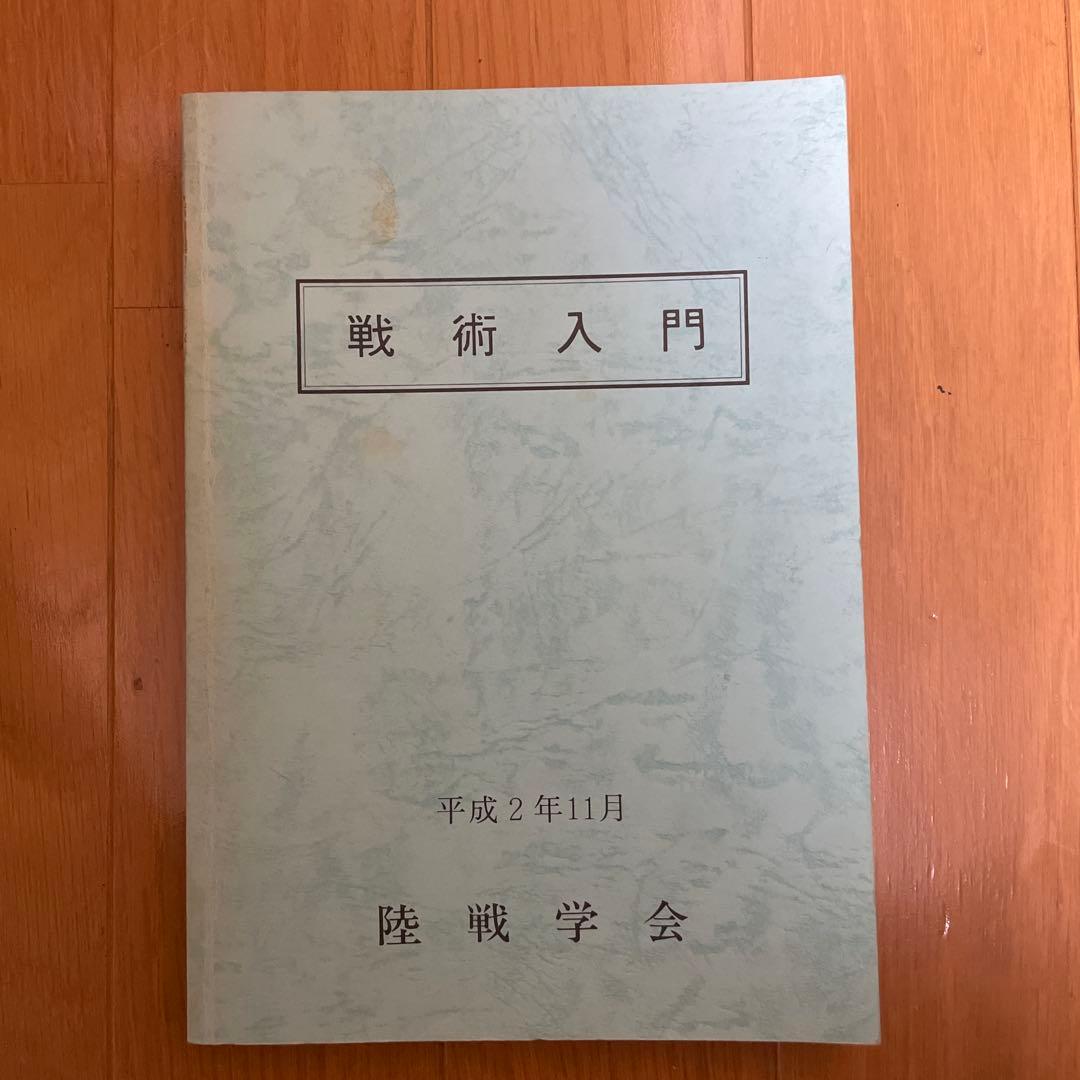 戦術入門
平成2年11月
陸戦学会